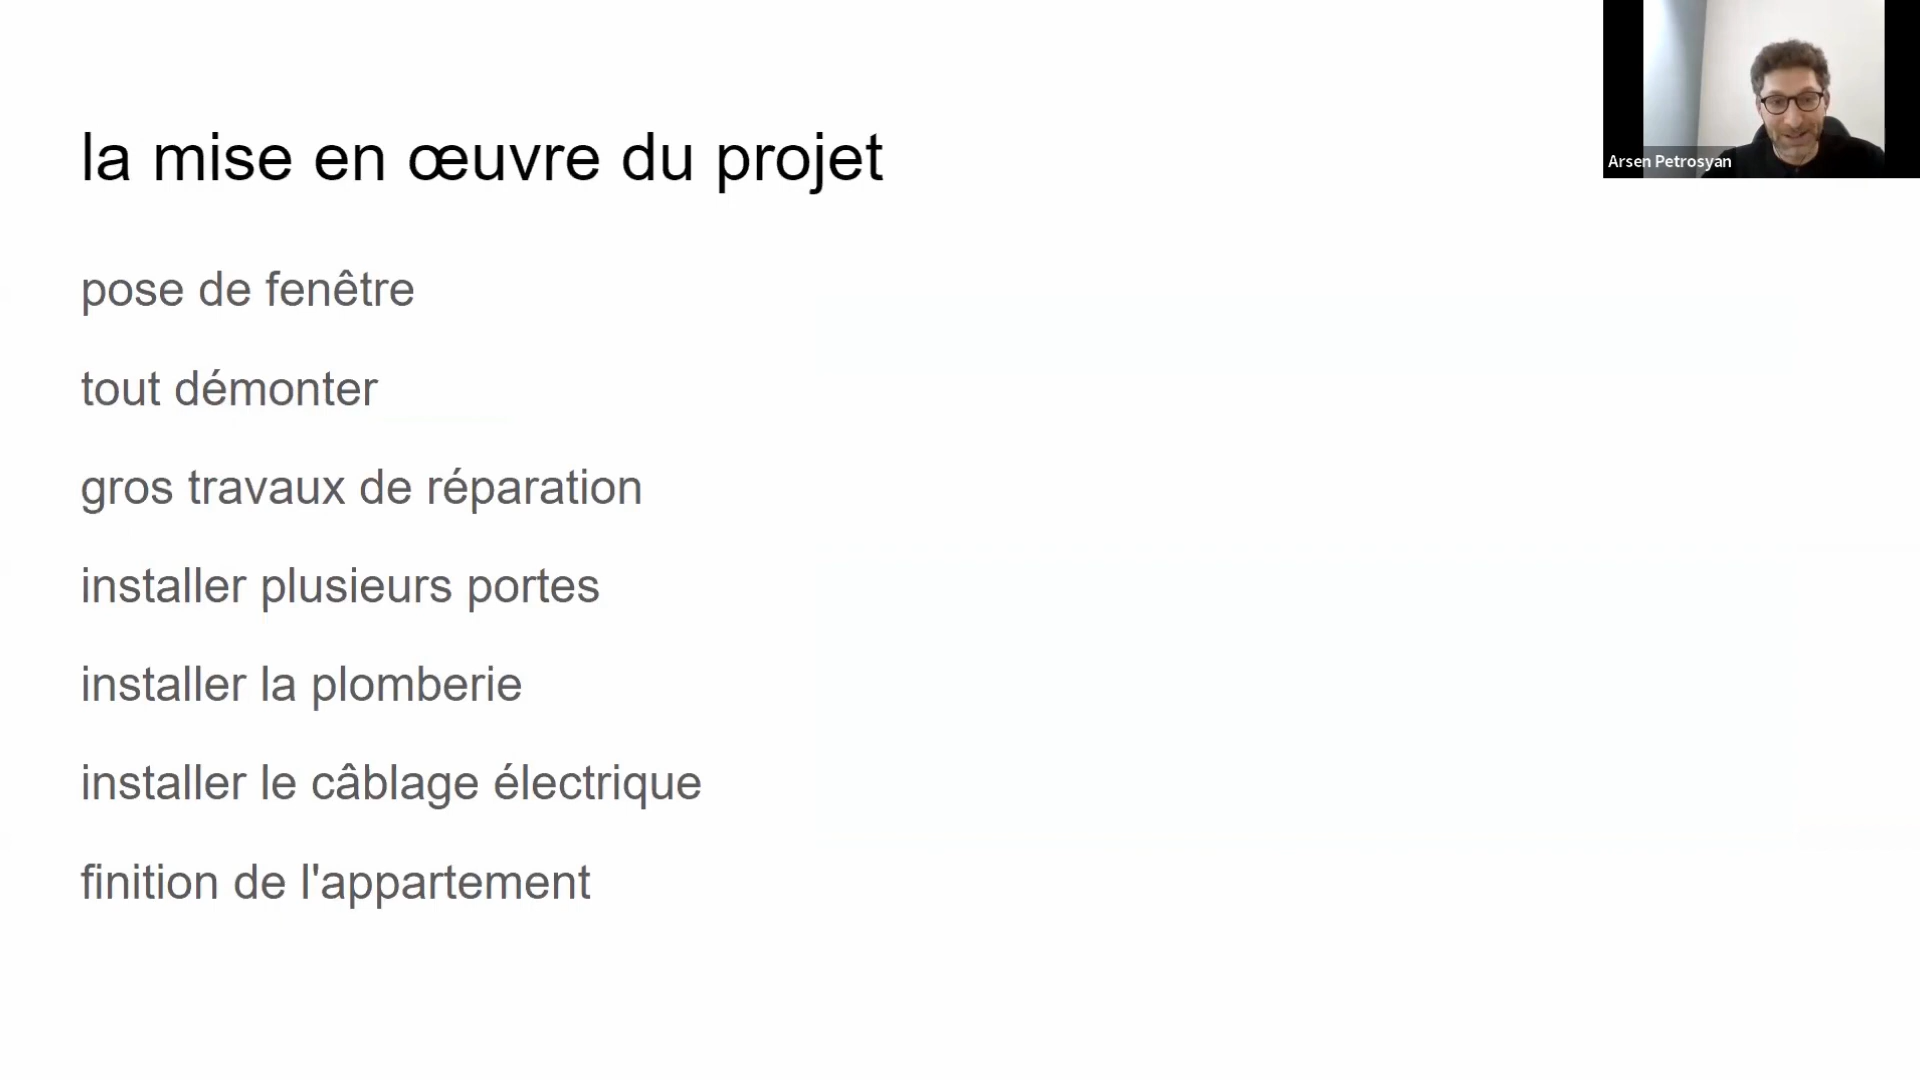 la mise en œuvre du projet
Arsen Petrosyan
pose de fenêtre
tout démonter
gros travaux de réparation
installer plusieurs portes
installer la plomberie
installer le câblage électrique
finition de l'appartement